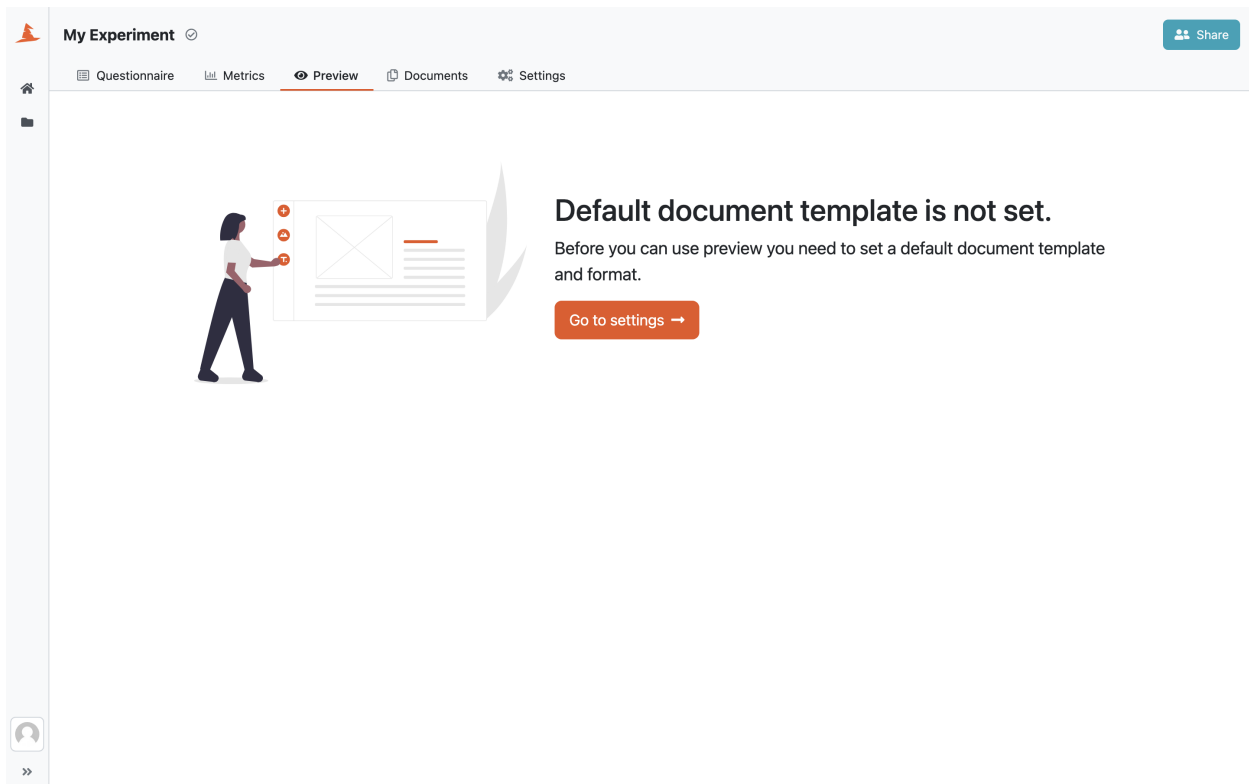 My Experiment
Share
Questionnaire
Metrics
Preview
Documents
Settings
Default document template is not set.
Before you can use preview you need to set a default document template
and format.
Go to settings